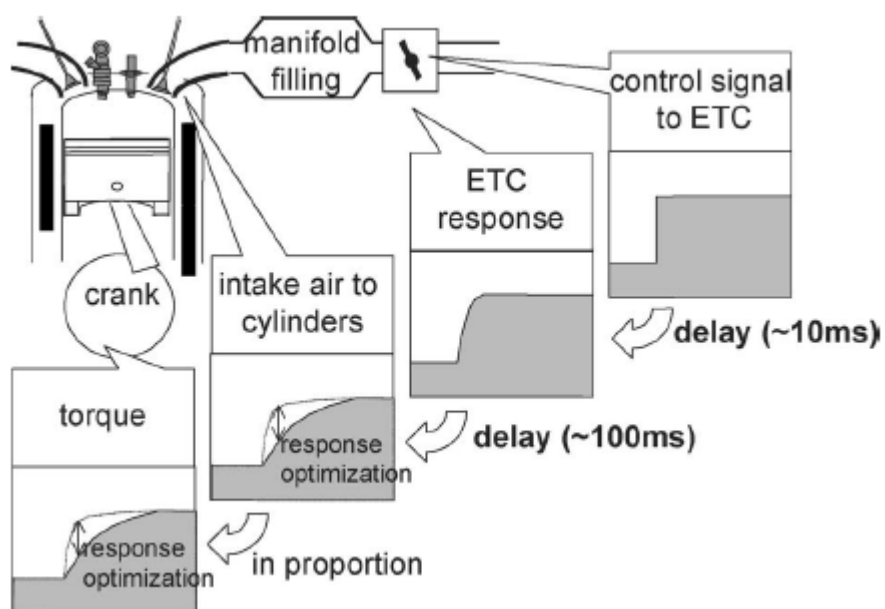 manifold
filling
control signal
to ETC
ETC
response
delay (~10ms)
intake air to
cylinders
crank
delay (~100ms)
response
optimization
torque
in proportion
response
optimization